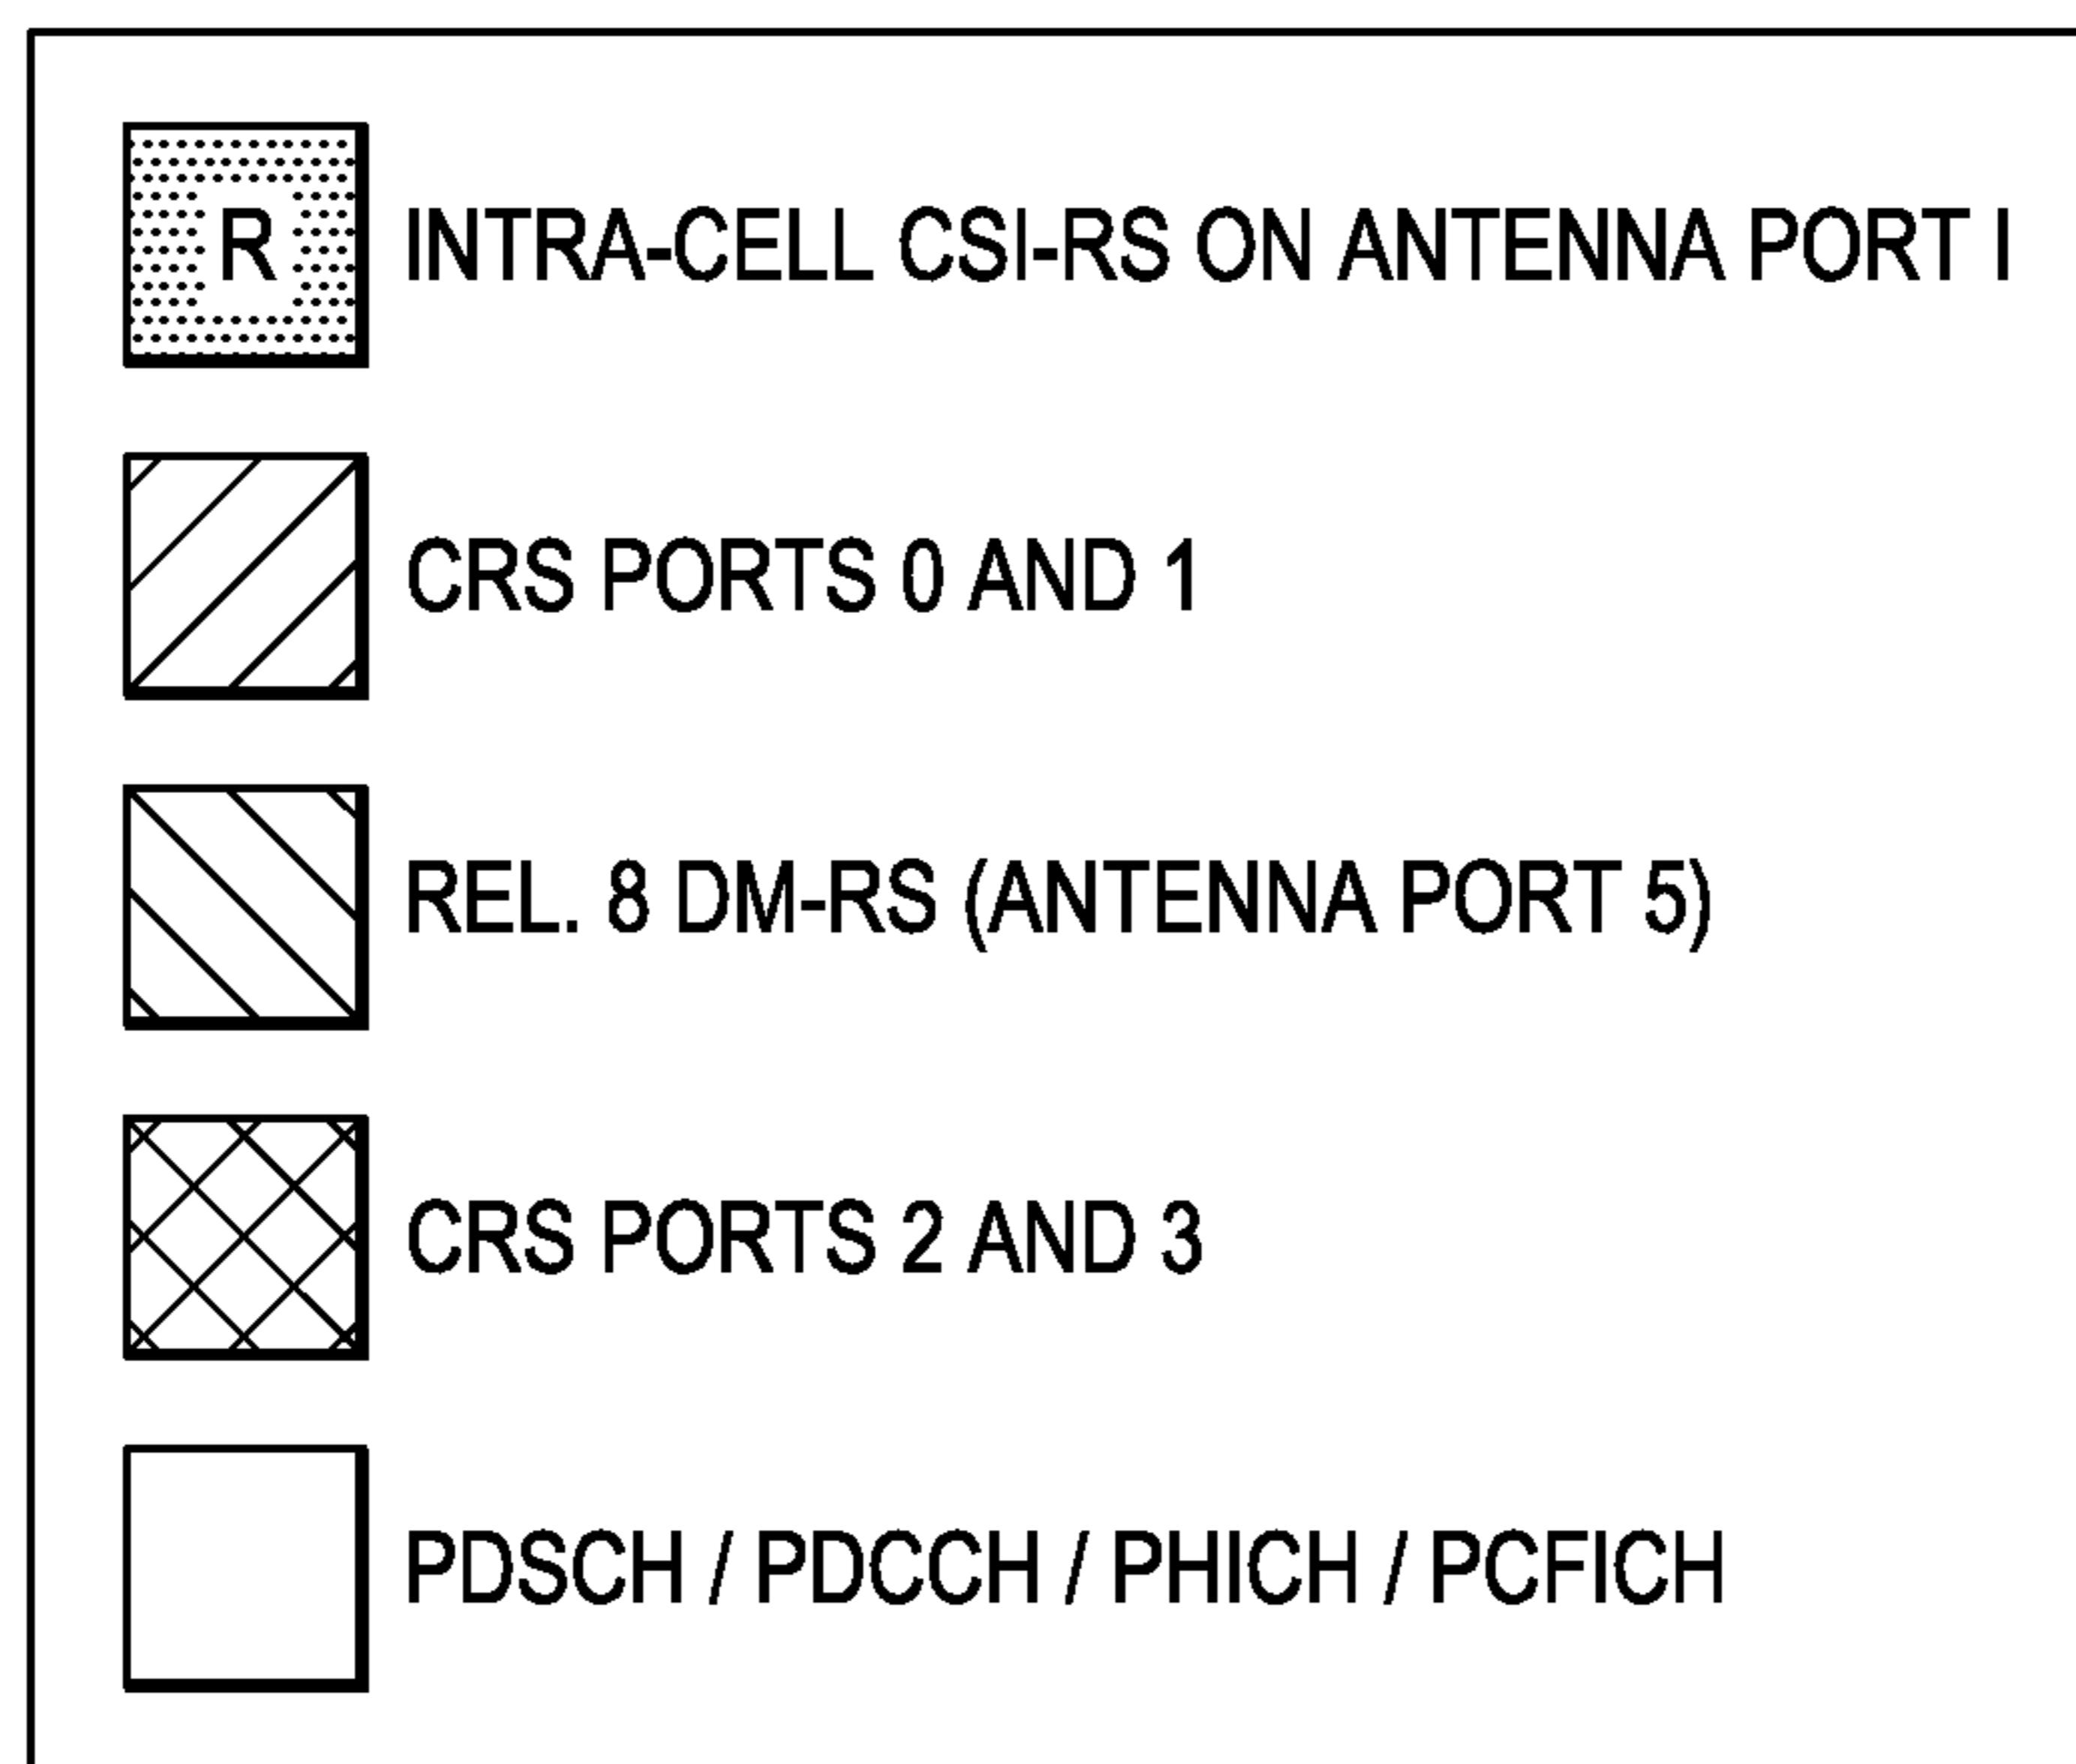 R INTRA-CELL CSI-RS ON ANTENNA PORT I
CRS PORTS 0 AND 1
REL. 8 DM-RS (ANTENNA PORT 5)
CRS PORTS 2 AND 3
PDSCH / PDCCH / PHICH / PCFICH